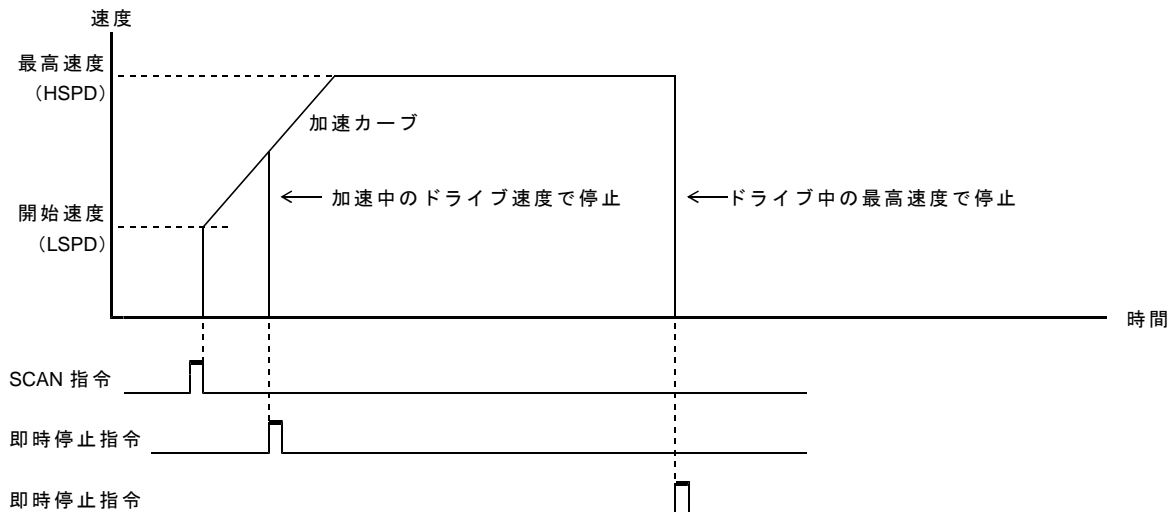 速度
最高速度
(HSPD)
加速カーブ
加速中のドライブ速度で停止
ドライブ中の最高速度で停止
開始速度
(LSPD)
時間
SCAN 指令
即時停止指令
即時停止指令